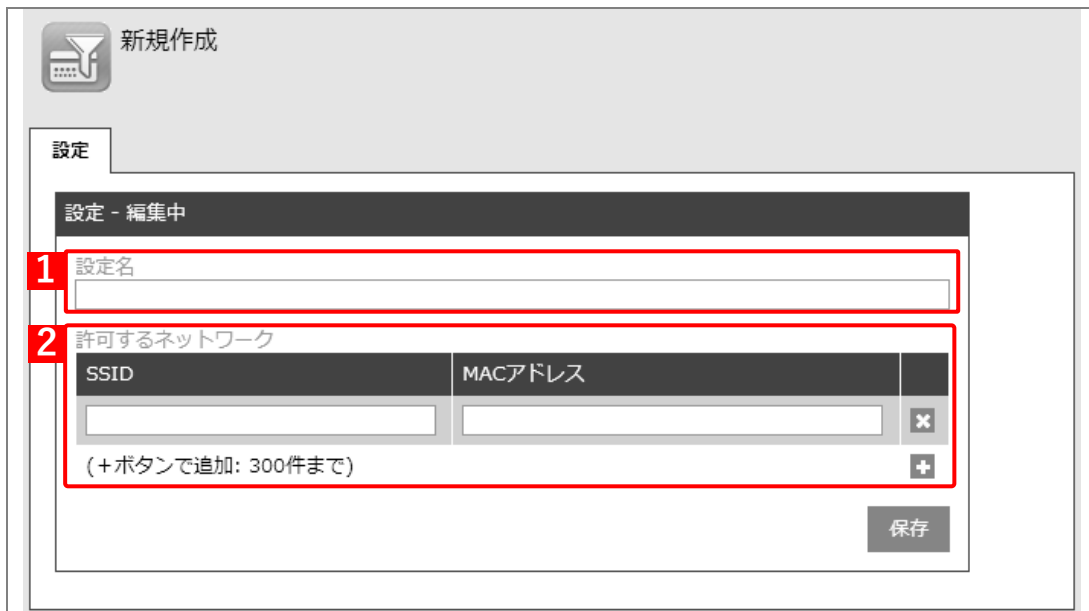 新規作成
設定
設定 - 編集中
1
設定名
2
許可するネットワーク
SSID MACアドレス
(+ボタンで追加: 300件まで)
保存